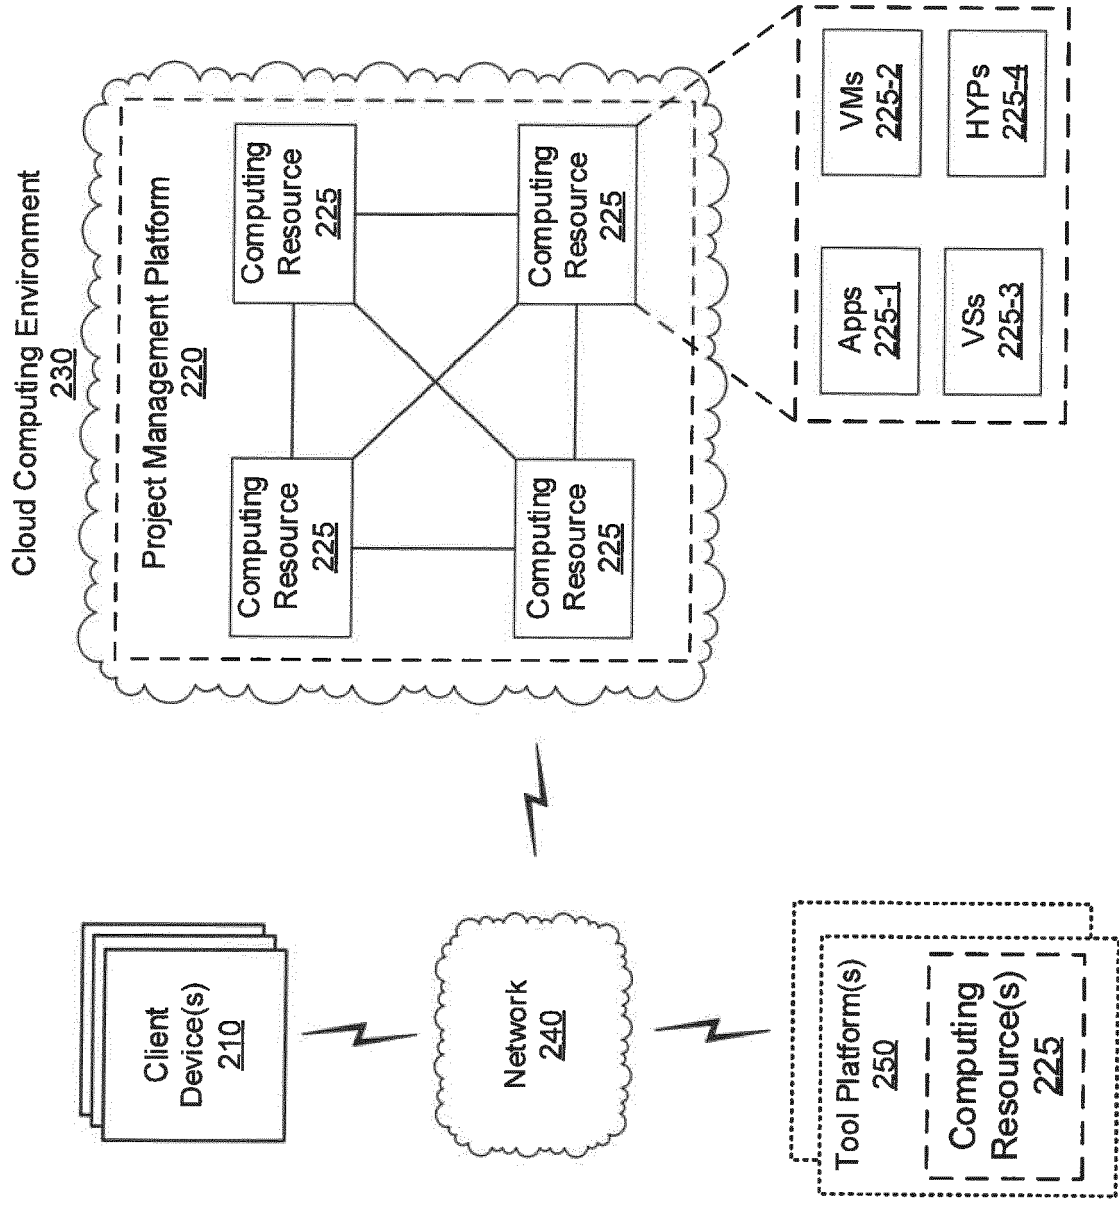 Cloud Computing Environment
230
Project Management Platform
220
Computing
Resource
225
Computing
Resource
225
Computing
Resource
225
Computing
Resource
225
Apps
225-1
VMs
225-2
VSs
225-3
HYPs
225-4
Client
Device(s)
210
Network
240
Tool Platform(s)
250
Computing
Resource(s)
225